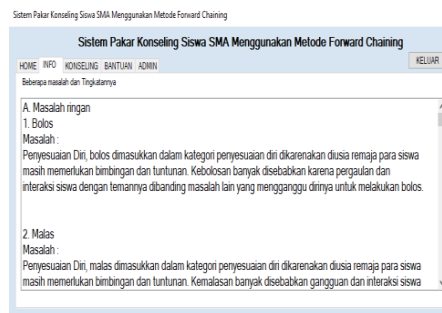 Sistem Pakar Konseling Siswa SMA Menggunakan Metode Forward Chaining
Sistem Pakar Konseling Siswa SMA Menggunakan Metode Forward Chaining
KELUAR
HOME INFO KONSELING BANTUAN ADMIN
Beberapa masalah dan Tingkatannya
A. Masalah ringan
1. Bolos
Masalah :
Penyesuaian Diri, bolos dimasukkan dalam kategori penyesuaian diri dikarenakan diusia remaja para siswa
masih memerlukan bimbingan dan tuntunan. Kebolosan banyak disebabkan karena pergaulan dan
interaksi siswa dengan temannya dibanding masalah lain yang mengganggu dirinya untuk melakukan bolos.
2. Malas
Masalah :
Penyesuaian Diri, malas dimasukkan dalam kategori penyesuaian diri dikarenakan diusia remaja para siswa
masih memerlukan bimbingan dan tuntunan. Kemalasan banyak disebabkan gangguan dan interaksi siswa